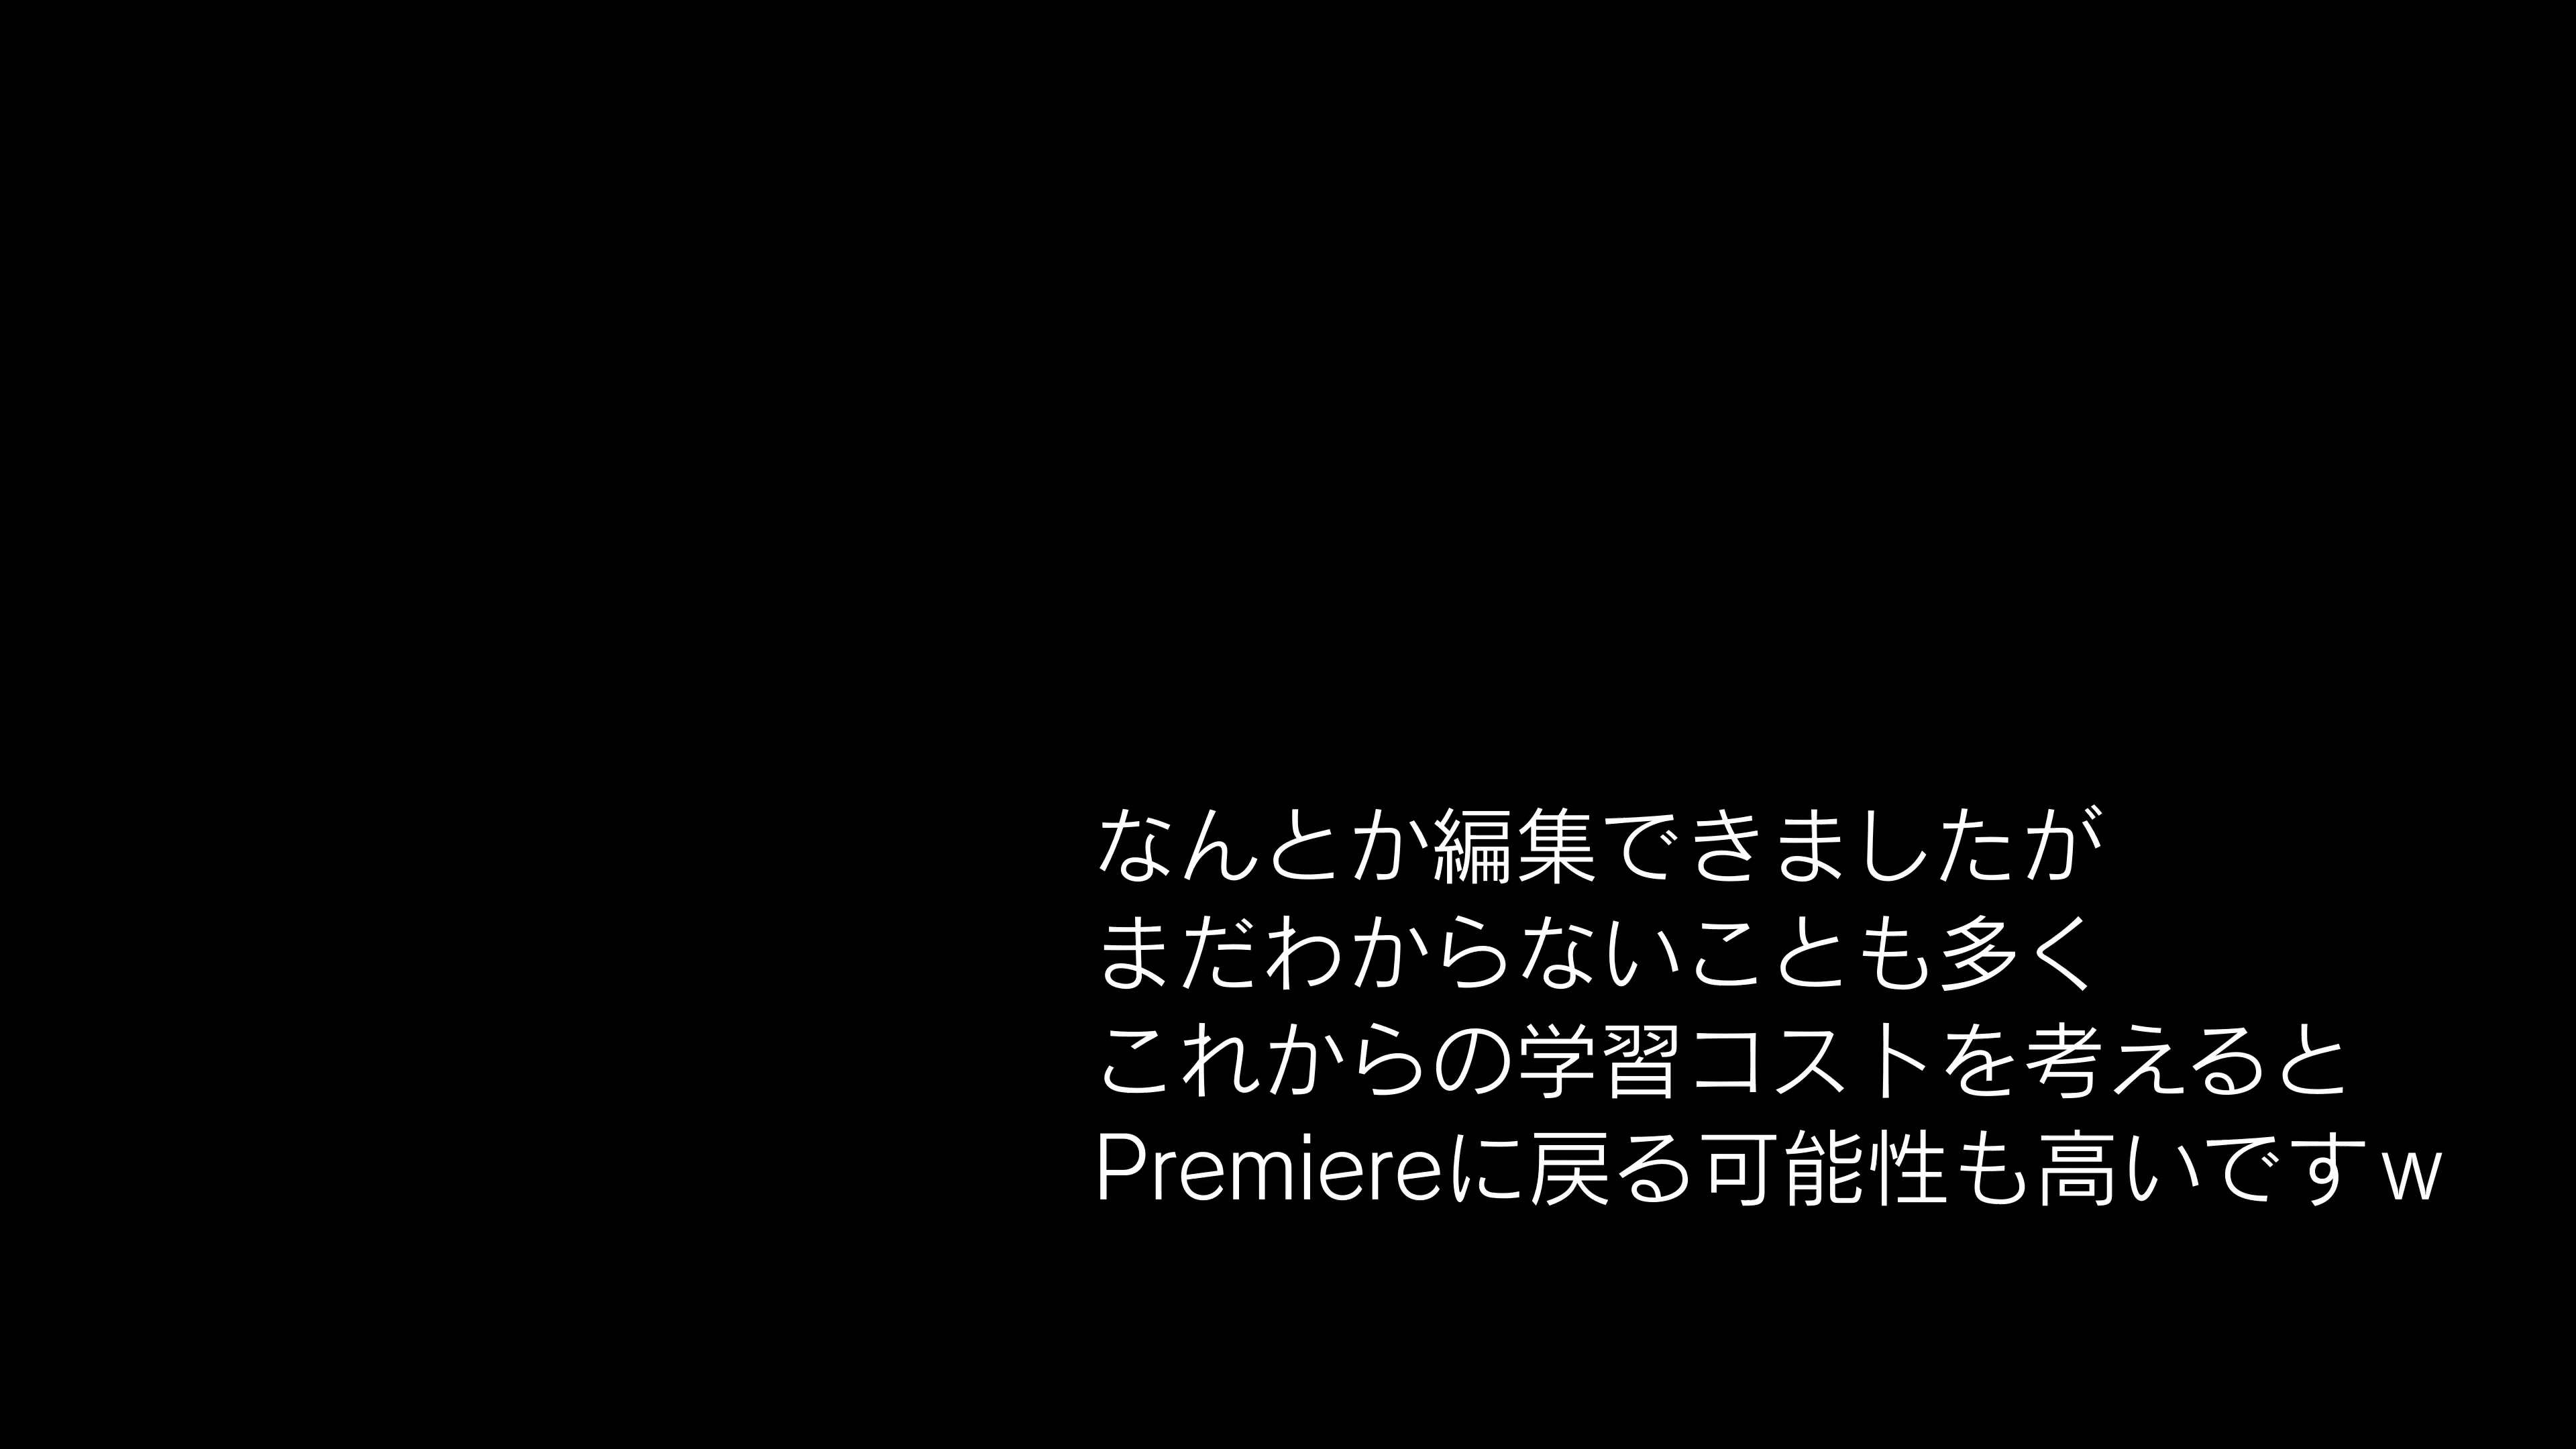 なんとか編集できましたが
まだわからないことも多く
これからの学習コストを考えると
Premiereに戻る可能性も高いですｗ